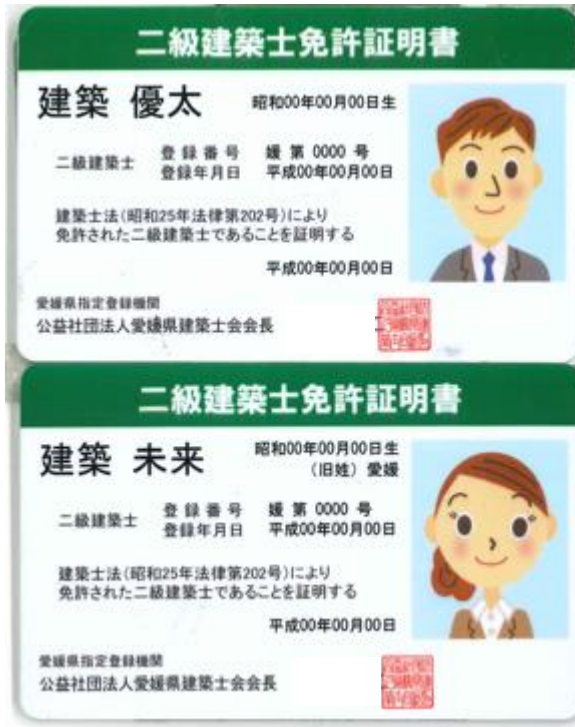 二級建築士免許証明書
建築 優太 昭和00年00月00日生
二級建築士 登録番号 媛 第 0000 号
登録年月日 平成00年00月00日
建築士法(昭和25年法律第202号)により
免許された二級建築士であることを証明する
平成00年00月00日
愛媛県指定登録機関
公益社団法人愛媛県建築士会会長
二級建築士免許証明書
建築 未来 昭和00年00月00日生
(旧姓) 愛媛
二級建築士 登録番号 媛 第 0000 号
登録年月日 平成00年00月00日
建築士法(昭和25年法律第202号)により
免許された二級建築士であることを証明する
平成00年00月00日
愛媛県指定登録機関
公益社団法人愛媛県建築士会会長